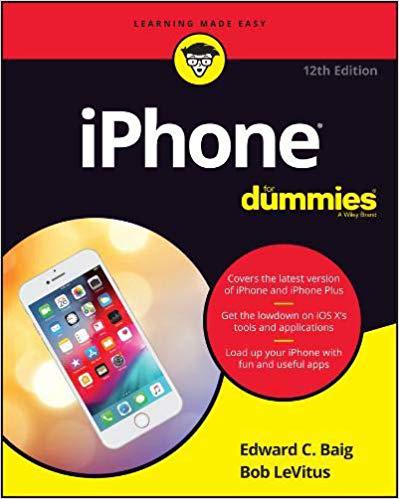 LEARNING MADE EASY
12th Edition
iPhone®
for
dummies®
A Wiley Brand
Covers the latest version
of iPhone and iPhone Plus
Get the lowdown on iOS X's
tools and applications
Load up your iPhone with
fun and useful apps
Edward C. Baig
Bob LeVitus